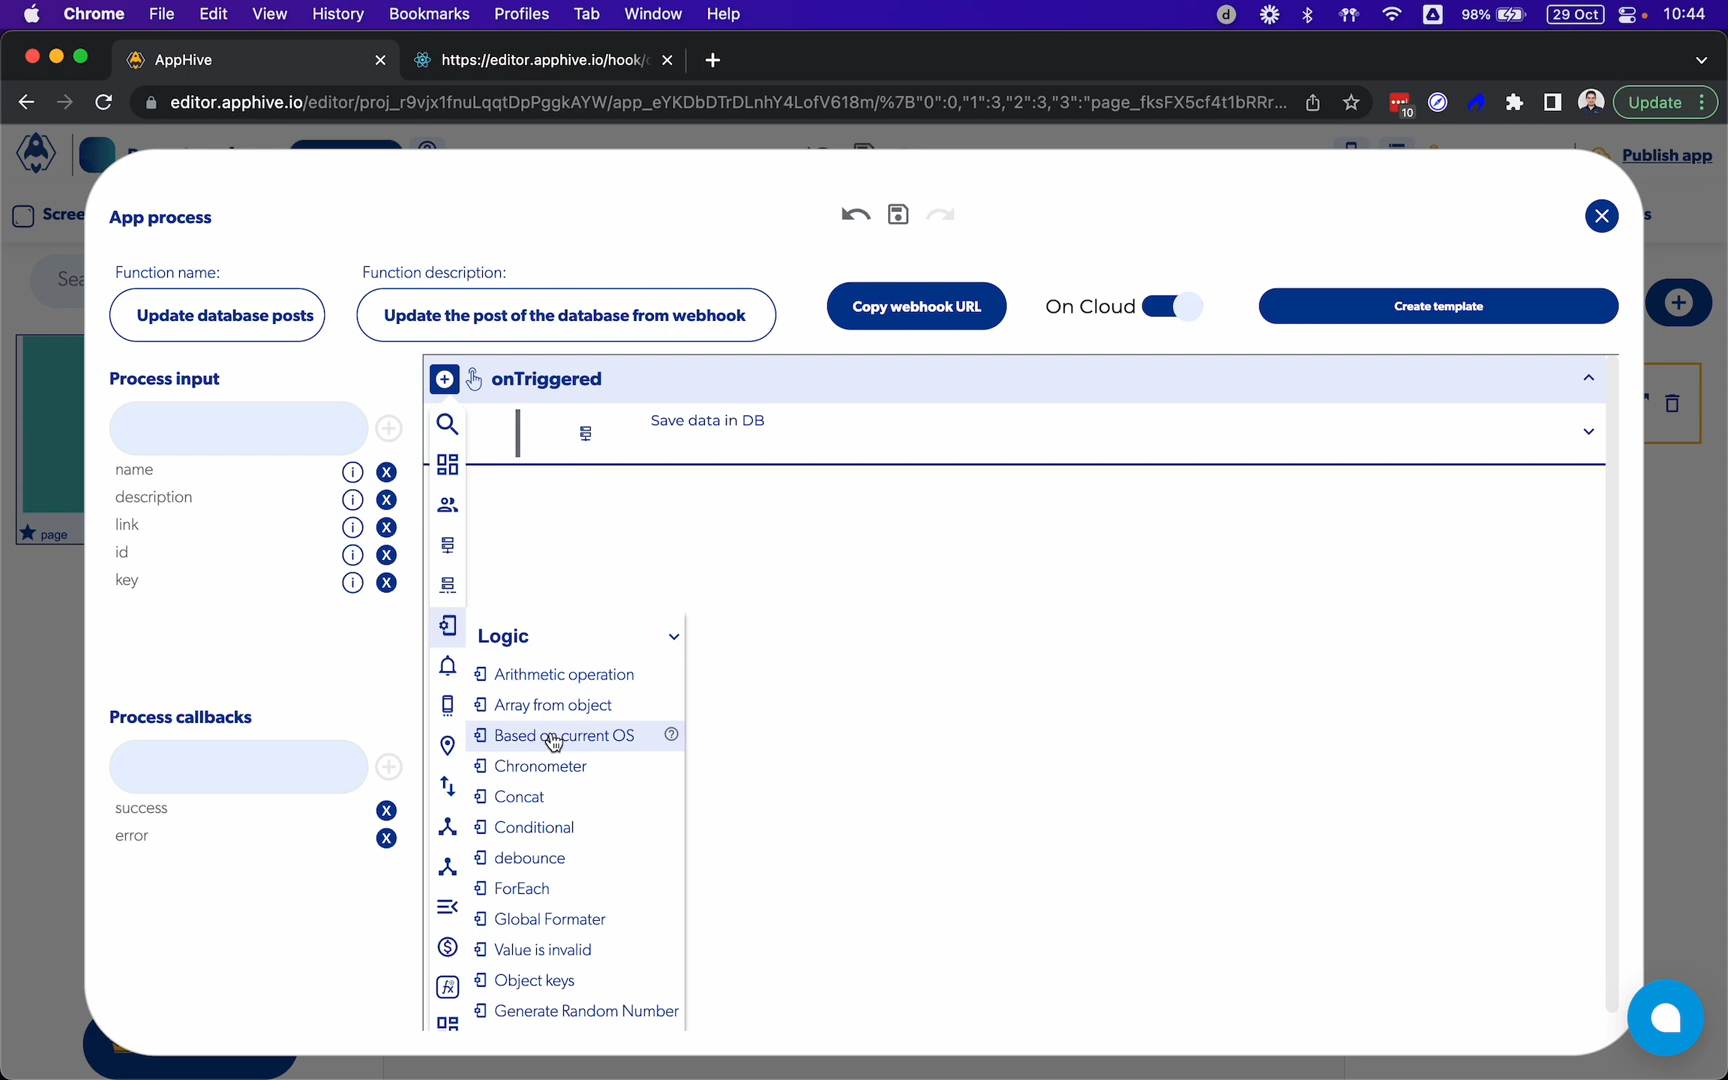 Chrome File Edit View History Bookmarks Profiles Tab Window Help d 98% 29 Oct 10:44
AppHive https://editor.apphive.io/hook/
editor.apphive.io/editor/proj_r9vjx1fnuLqqtDpPggkAYW/app_eYKDbDTrDLnhY4LofV618m/%7B"0":0,"1":3,"2":3,"3":"page_fksFX5cf4t1bRRr... 10 Update
Publish app
Scree
App process
Sea
Function name: Function description:
Update database posts Update the post of the database from webhook Copy webhook URL On Cloud Create template
Process input onTriggered
Save data in DB
name
description
link
id
key
page
Logic
Arithmetic operation
Array from object
Based on current OS
Chronometer
Concat
Conditional
debounce
ForEach
Global Formater
Value is invalid
Object keys
Generate Random Number
Process callbacks
success
error